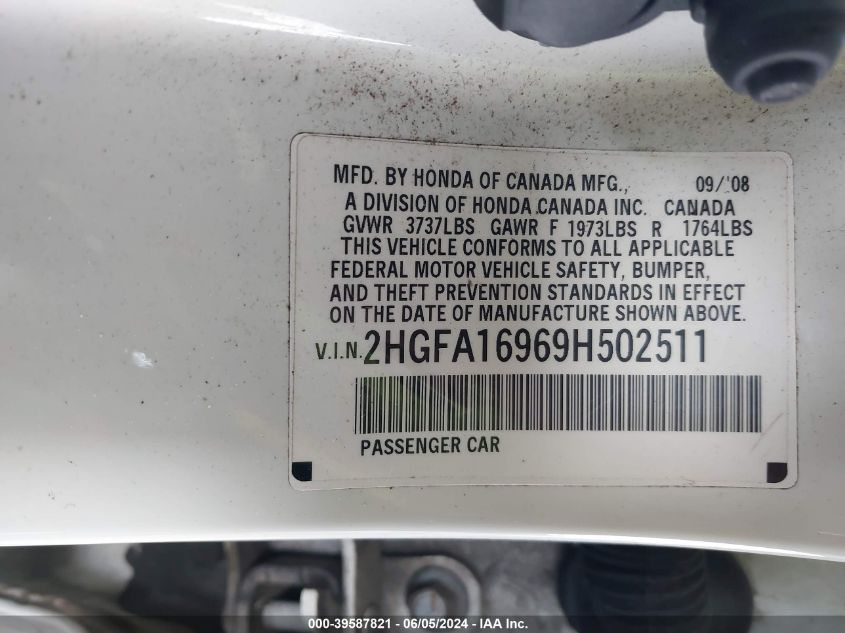 MFD. BY HONDA OF CANADA MFG., 09/'08
A DIVISION OF HONDA CANADA INC. CANADA
GVWR 3737LBS GAWR F 1973LBS R 1764LBS
THIS VEHICLE CONFORMS TO ALL APPLICABLE
FEDERAL MOTOR VEHICLE SAFETY, BUMPER,
AND THEFT PREVENTION STANDARDS IN EFFECT
ON THE DATE OF MANUFACTURE SHOWN ABOVE.
V.I.N. 2HGFA16969H502511
PASSENGER CAR
000-39587821 - 06/05/2024 - IAA Inc.